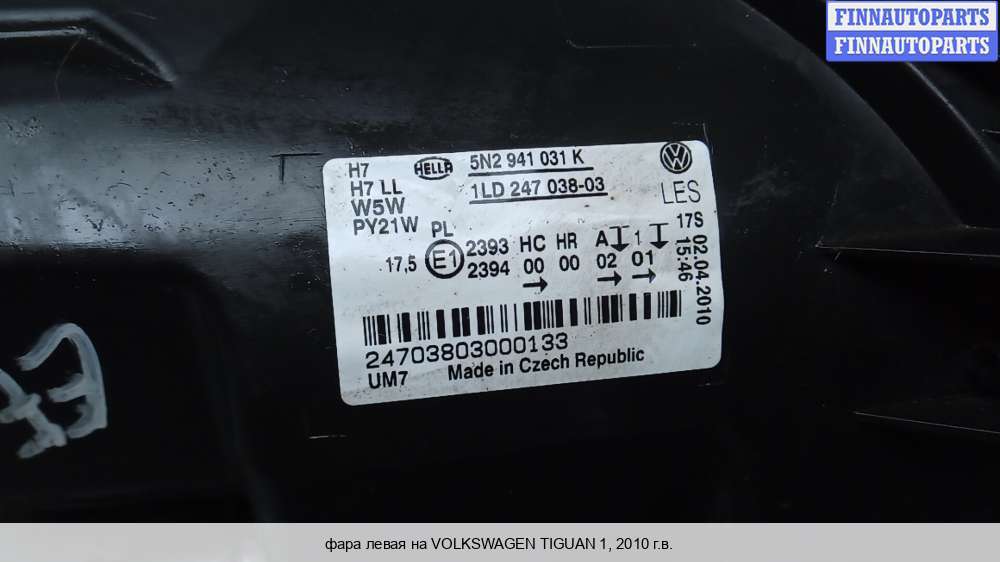 FINNAUTOPARTS
FINNAUTOPARTS
H7 HELLA 5N2 941 031 K
H7 LL 1LD 247 038-03 LES
W5W
PY21W PL
17,5 E1 2393 HC HR A 1
2394 00 00 02 01
17S 02.04.2010
15:46
24703803000133
UM7 Made in Czech Republic
фара левая на VOLKSWAGEN TIGUAN 1, 2010 г.в.